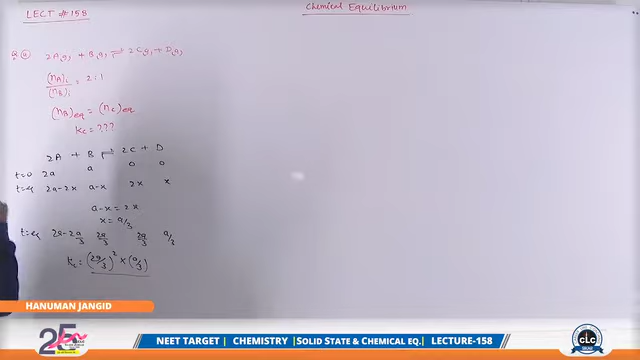 LECT # 158
Chemical Equilibrium
Q. 4 2A(g) + B(g) ⇌ 2C(g) + D(g)
(nA)i / (nB)i = 2 : 1
(nB)eq = (nC)eq
Kc = ???
2A + B ⇌ 2C + D
t=0 2a a 0 0
t=eq 2a-2x a-x 2x x
a-x = 2x
x = a/3
t=eq 2a-2a/3 2a/3 2a/3 a/3
Kc = (2a/3)² × (a/3)
HANUMAN JANGID
25
NEET TARGET | CHEMISTRY |SOLID STATE & CHEMICAL EQ.| LECTURE-158
CLC